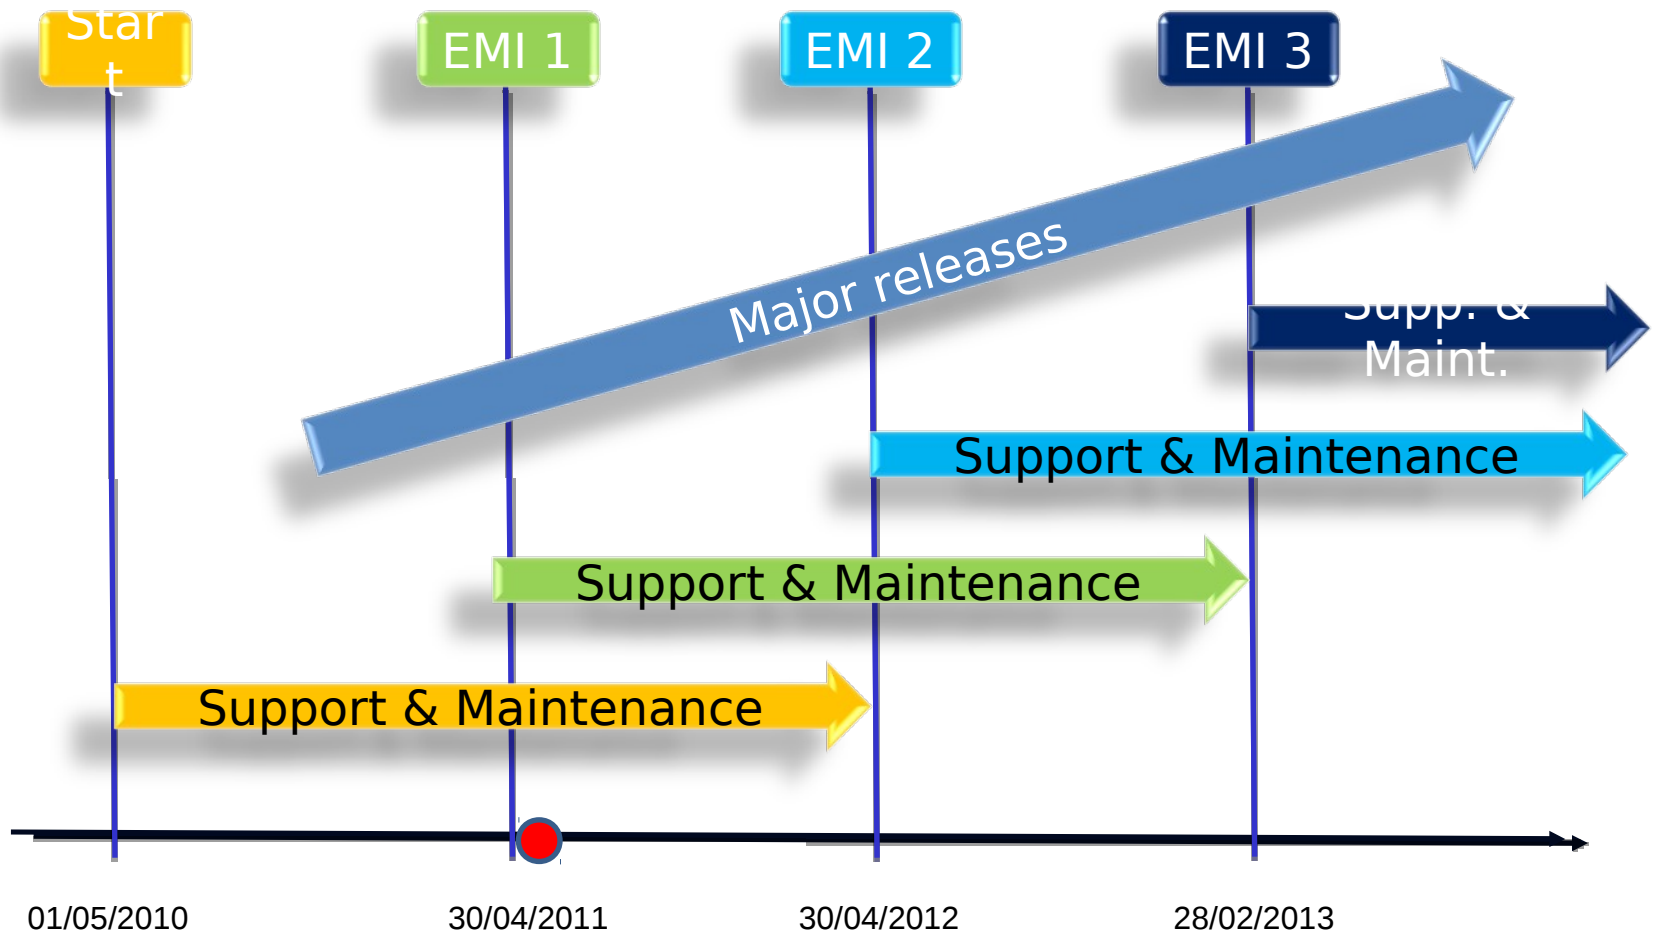 Star
t
EMI 1
EMI 2
EMI 3
Major releases
Supp. &
Maint.
Support & Maintenance
Support & Maintenance
Support & Maintenance
01/05/2010
30/04/2011
30/04/2012
28/02/2013